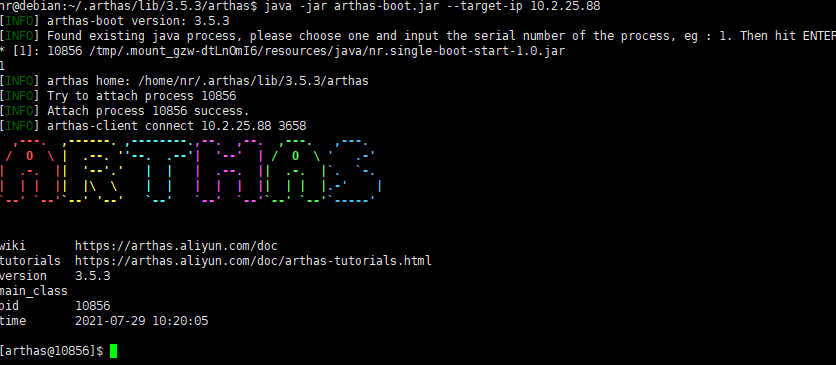 nr@debian:~/.arthas/lib/3.5.3/arthas$ java -jar arthas-boot.jar --target-ip 10.2.25.88
[INFO] arthas-boot version: 3.5.3
[INFO] Found existing java process, please choose one and input the serial number of the process, eg : 1. Then hit ENTER
* [1]: 10856 /tmp/.mount_gzw-dtLnOmI6/resources/java/nr.single-boot-start-1.0.jar
1
[INFO] arthas home: /home/nr/.arthas/lib/3.5.3/arthas
[INFO] Try to attach process 10856
[INFO] Attach process 10856 success.
[INFO] arthas-client connect 10.2.25.88 3658
ARTHAS
wiki https://arthas.aliyun.com/doc
tutorials https://arthas.aliyun.com/doc/arthas-tutorials.html
version 3.5.3
main_class
pid 10856
time 2021-07-29 10:20:05
[arthas@10856]$